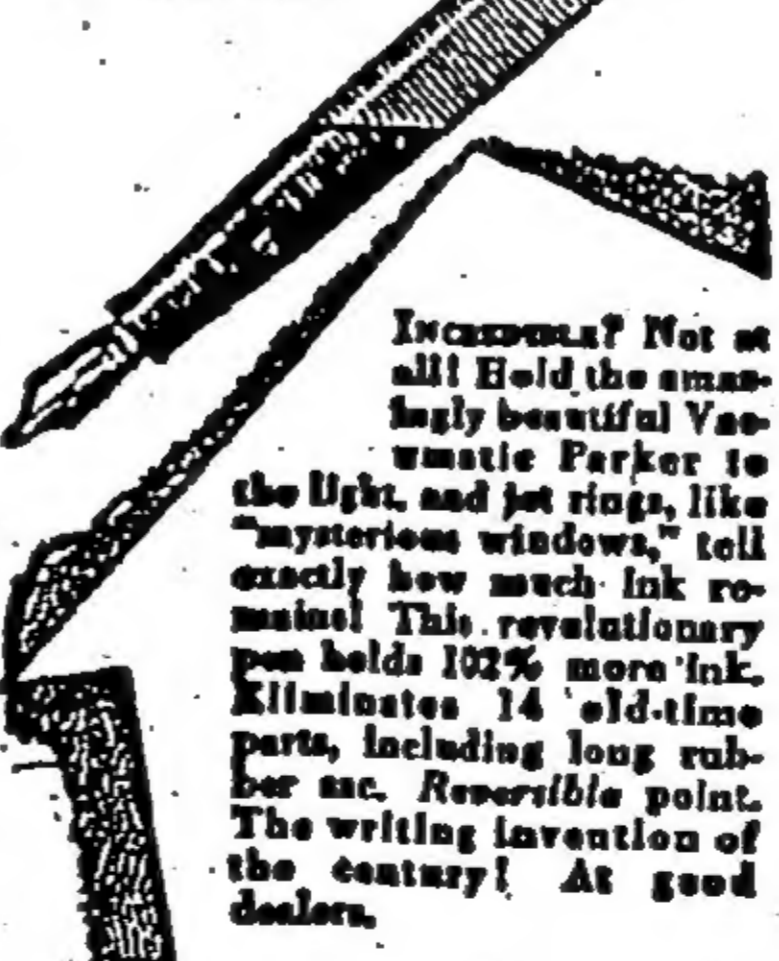 INCREDIBLE? Not at
all! Hold the amaz-
ingly beautiful Vac-
umatic Parker to
the light, and jet rings, like
"mysterious windows," tell
exactly how much ink re-
mains! This revolutionary
pen holds 102% more ink.
Eliminates 14 old-time
parts, including long rub-
ber sac. Reversible point.
The writing invention of
the century! At good
dealers.